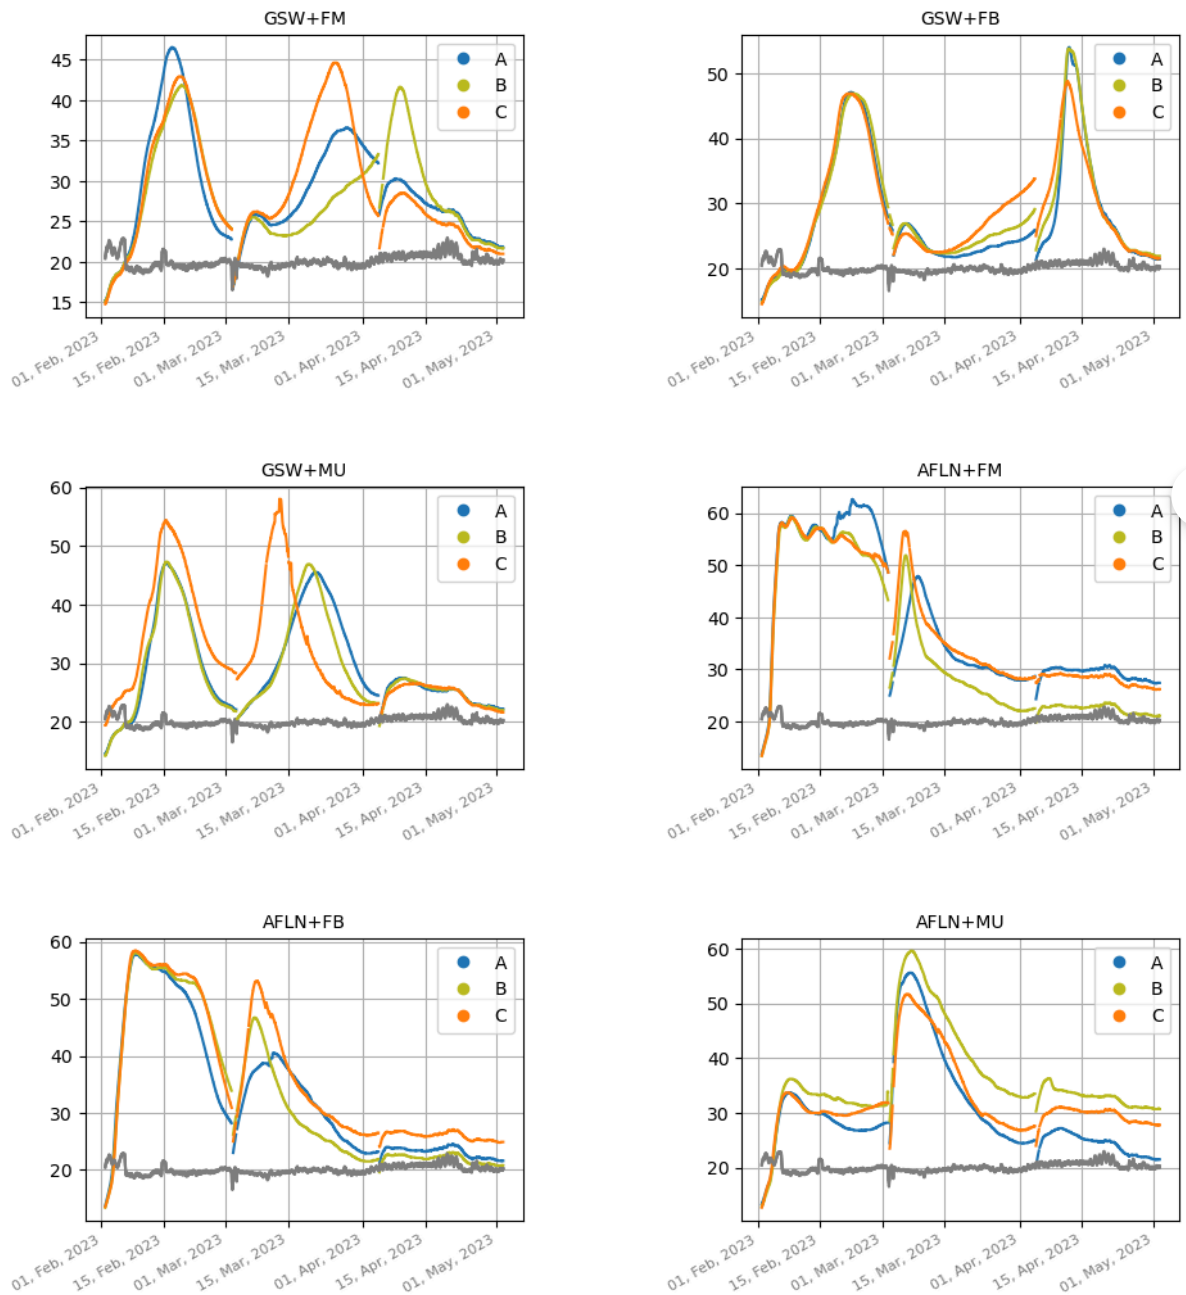 GSW+FM
45
40
35
30
25
20
15
A
B
C
01, Feb, 2023
15, Feb, 2023
01, Mar, 2023
15, Mar, 2023
01, Apr, 2023
15, Apr, 2023
01, May, 2023
GSW+FB
50
40
30
20
A
B
C
01, Feb, 2023
15, Feb, 2023
01, Mar, 2023
15, Mar, 2023
01, Apr, 2023
15, Apr, 2023
01, May, 2023
GSW+MU
60
50
40
30
20
A
B
C
01, Feb, 2023
15, Feb, 2023
01, Mar, 2023
15, Mar, 2023
01, Apr, 2023
15, Apr, 2023
01, May, 2023
AFLN+FM
60
50
40
30
20
A
B
C
01, Feb, 2023
15, Feb, 2023
01, Mar, 2023
15, Mar, 2023
01, Apr, 2023
15, Apr, 2023
01, May, 2023
AFLN+FB
60
50
40
30
20
A
B
C
01, Feb, 2023
15, Feb, 2023
01, Mar, 2023
15, Mar, 2023
01, Apr, 2023
15, Apr, 2023
01, May, 2023
AFLN+MU
60
50
40
30
20
A
B
C
01, Feb, 2023
15, Feb, 2023
01, Mar, 2023
15, Mar, 2023
01, Apr, 2023
15, Apr, 2023
01, May, 2023